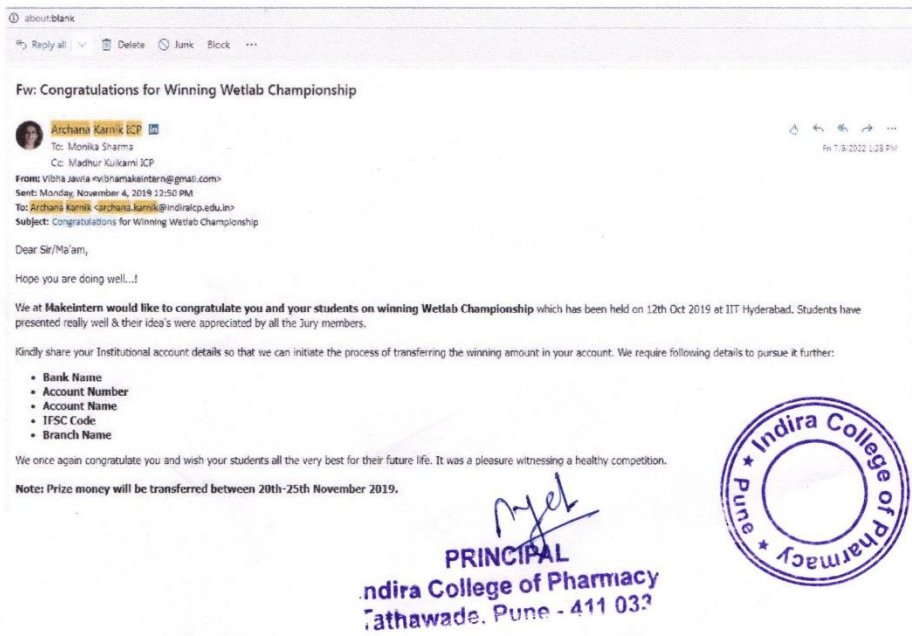 about:blank
Reply all Delete Junk Block ...
Fw: Congratulations for Winning Wetlab Championship
Archana Karnik ICP in
To: Monika Sharma
Cc: Madhur Kulkarni ICP
Fri 7/8/2022 1:28 PM
From: Vibha Jawla <vibhamakeintern@gmail.com>
Sent: Monday, November 4, 2019 12:50 PM
To: Archana Karnik <archana.karnik@indiraicp.edu.in>
Subject: Congratulations for Winning Wetlab Championship
Dear Sir/Ma'am,
Hope you are doing well...!
We at Makeintern would like to congratulate you and your students on winning Wetlab Championship which has been held on 12th Oct 2019 at IIT Hyderabad. Students have
presented really well & their idea's were appreciated by all the Jury members.
Kindly share your Institutional account details so that we can initiate the process of transferring the winning amount in your account. We require following details to pursue it further:
• Bank Name
• Account Number
• Account Name
• IFSC Code
• Branch Name
We once again congratulate you and wish your students all the very best for their future life. It was a pleasure witnessing a healthy competition.
Note: Prize money will be transferred between 20th-25th November 2019.
PRINCIPAL
ndira College of Pharmacy
Tathawade, Pune - 411 033
Indira College of Pharmacy
★ Pune ★